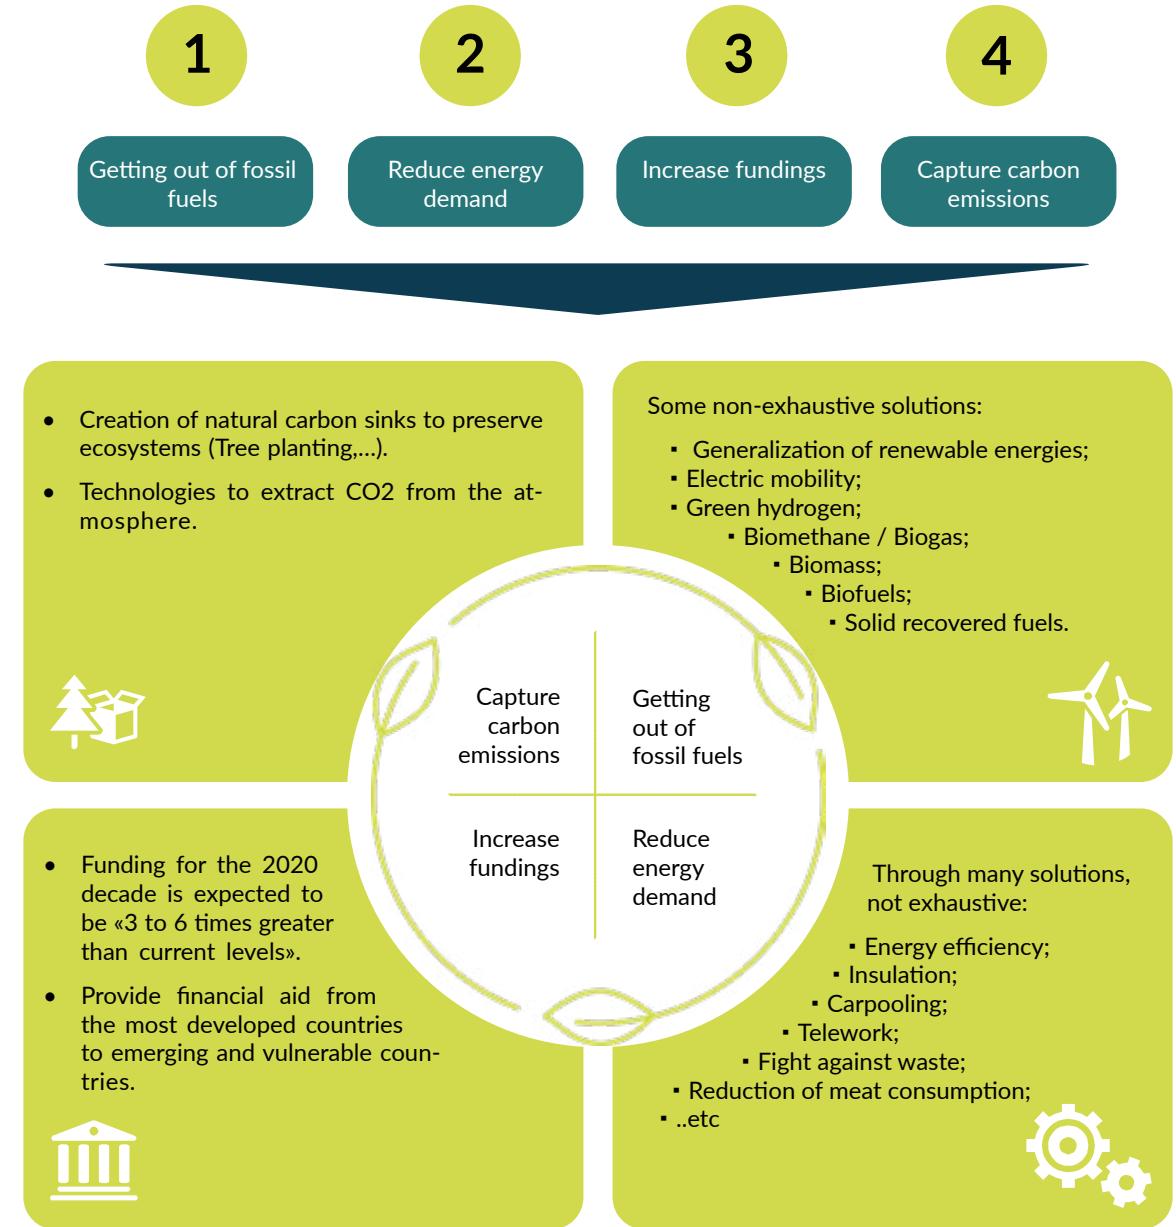 1
2
3
4
Getting out of fossil
fuels
Reduce energy
demand
Increase fundings
Capture carbon
emissions
• Creation of natural carbon sinks to preserve
ecosystems (Tree planting,...).
• Technologies to extract CO2 from the at-
mosphere.
Some non-exhaustive solutions:
▪ Generalization of renewable energies;
▪ Electric mobility;
▪ Green hydrogen;
▪ Biomethane / Biogas;
▪ Biomass;
▪ Biofuels;
▪ Solid recovered fuels.
Capture
carbon
emissions
Getting
out of
fossil fuels
Increase
fundings
Reduce
energy
demand
• Funding for the 2020
decade is expected to
be «3 to 6 times greater
than current levels».
• Provide financial aid from
the most developed countries
to emerging and vulnerable coun-
tries.
Through many solutions,
not exhaustive:
▪ Energy efficiency;
▪ Insulation;
▪ Carpooling;
▪ Telework;
▪ Fight against waste;
▪ Reduction of meat consumption;
▪ ..etc